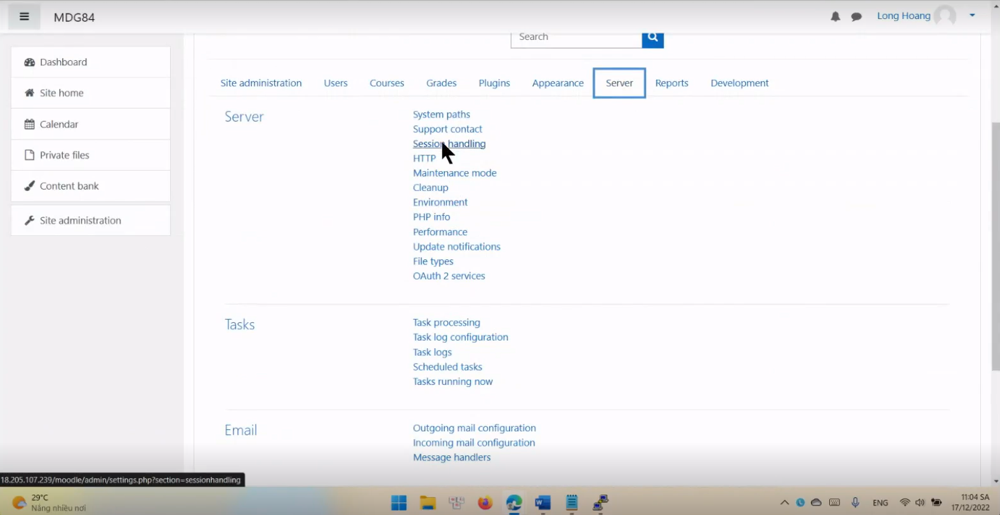 MDG84
Long Hoang
Search
Dashboard
Site home
Calendar
Private files
Content bank
Site administration
Site administration Users Courses Grades Plugins Appearance Server Reports Development
Server
System paths
Support contact
Session handling
HTTP
Maintenance mode
Cleanup
Environment
PHP info
Performance
Update notifications
File types
OAuth 2 services
Tasks
Task processing
Task log configuration
Task logs
Scheduled tasks
Tasks running now
Email
Outgoing mail configuration
Incoming mail configuration
Message handlers
18.205.107.239/moodle/admin/settings.php?section=sessionhandling
29°C
Nắng nhiều nơi
ENG
11:04 SA
17/12/2022